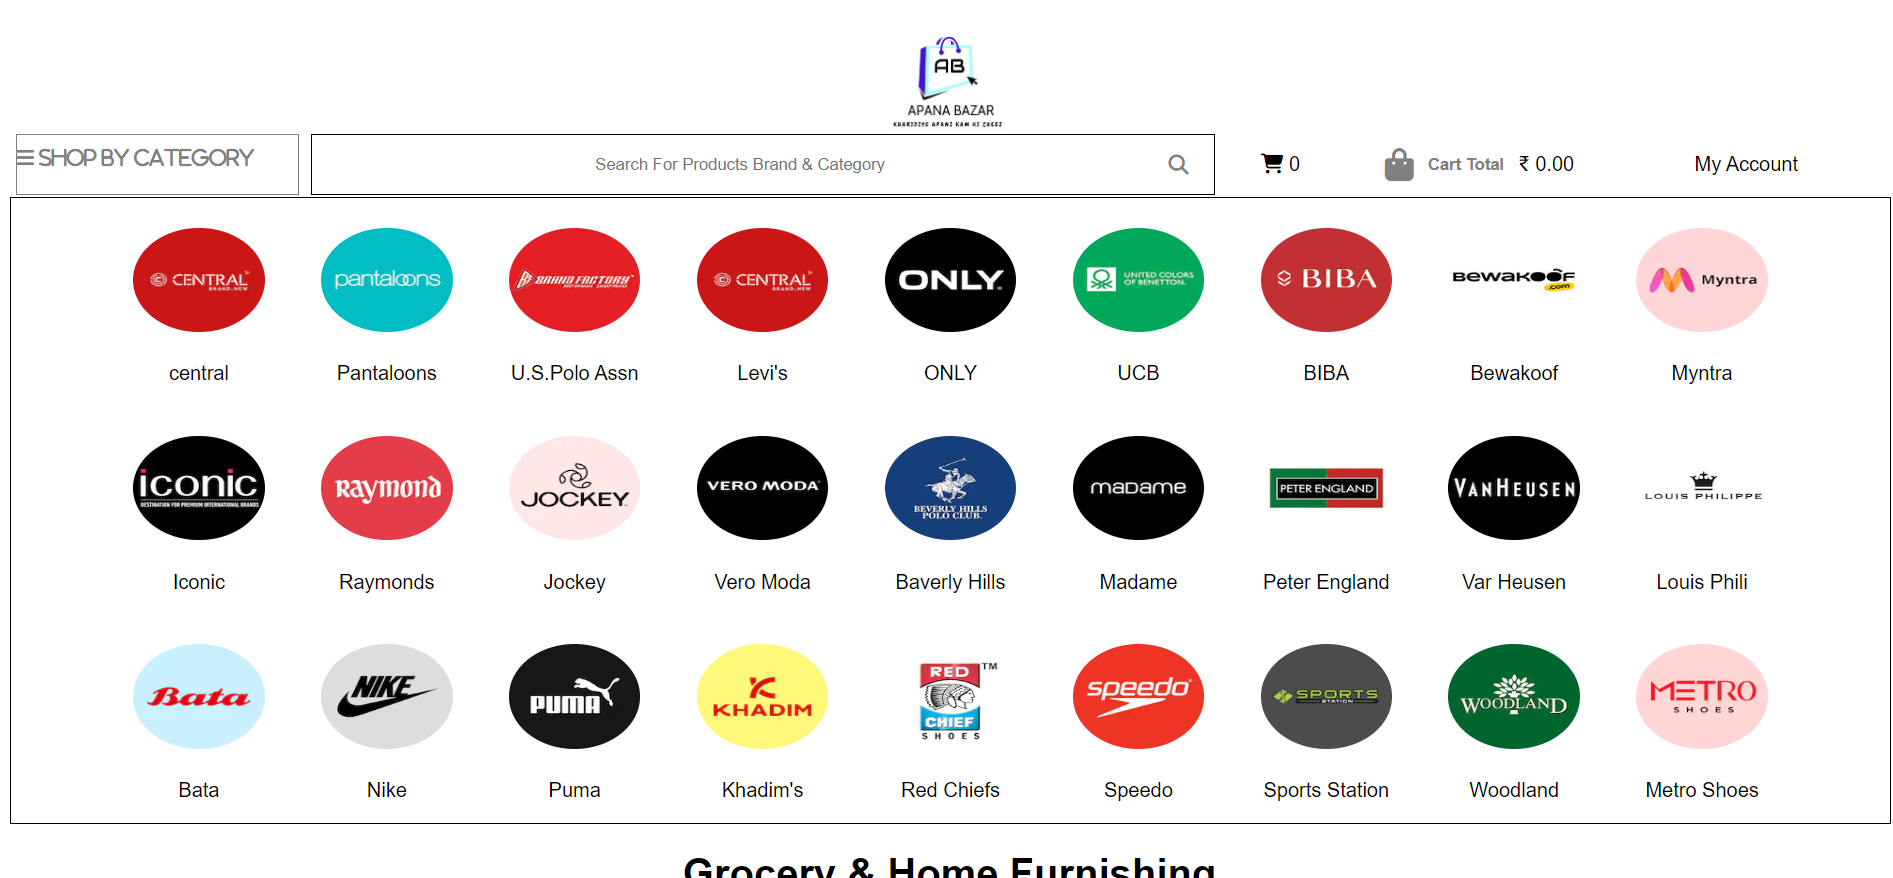 AB
APANA BAZAR
KHARIDIYE APANI KAM KI CHEEZ
SHOP BY CATEGORY
Search For Products Brand & Category
0
Cart Total ₹ 0.00
My Account
CENTRAL
BRAND.NEW
pantaloons
BRAND FACTORY
CENTRAL
BRAND.NEW
ONLY
UNITED COLORS
OF BENETTON.
BIBA
BEWAKOOF
.com
Myntra
central
Pantaloons
U.S.Polo Assn
Levi's
ONLY
UCB
BIBA
Bewakoof
Myntra
iconic
DESTINATION FOR PREMIUM INTERNATIONAL BRANDS
Raymond
JOCKEY
VERO MODA
BEVERLY HILLS
POLO CLUB
madame
PETER ENGLAND
VAN HEUSEN
LOUIS PHILIPPE
Iconic
Raymonds
Jockey
Vero Moda
Baverly Hills
Madame
Peter England
Var Heusen
Louis Phili
Bata
NIKE
PUMA
KHADIM
RED
CHIEF
SHOES
TM
speedo
SPORTS
STATION
WOODLAND
METRO
SHOES
Bata
Nike
Puma
Khadim's
Red Chiefs
Speedo
Sports Station
Woodland
Metro Shoes
Grocery & Home Furnishing